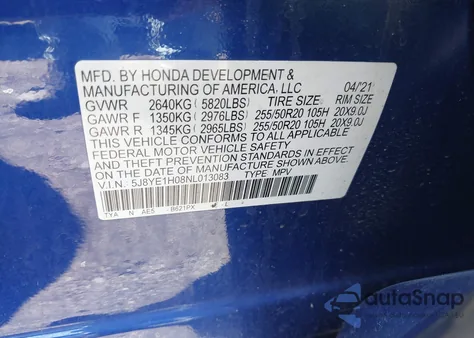 MFD. BY HONDA DEVELOPMENT &
MANUFACTURING OF AMERICA, LLC 04/'21
GVWR 2640KG (5820LBS) TIRE SIZE RIM SIZE
GAWR F 1350KG (2976LBS) 255/50R20 105H 20X9.0J
GAWR R 1345KG (2965LBS) 255/50R20 105H 20X9.0J
THIS VEHICLE CONFORMS TO ALL APPLICABLE
FEDERAL MOTOR VEHICLE SAFETY
AND THEFT PREVENTION STANDARDS IN EFFECT
ON THE DATE OF MANUFACTURE SHOWN ABOVE.
V.I.N. 5J8YE1H08NL013083 TYPE: MPV
TYA N AE5 B621PX
autoSnap